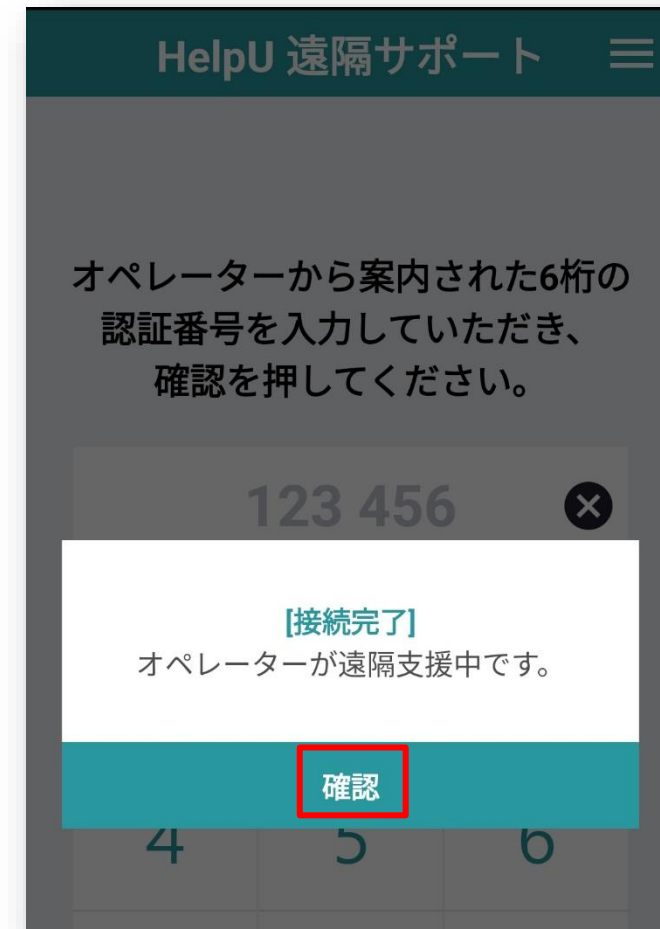 HelpU 遠隔サポート
オペレーターから案内された6桁の
認証番号を入力していただき、
確認を押してください。
123 456
[接続完了]
オペレーターが遠隔支援中です。
確認
4 5 6